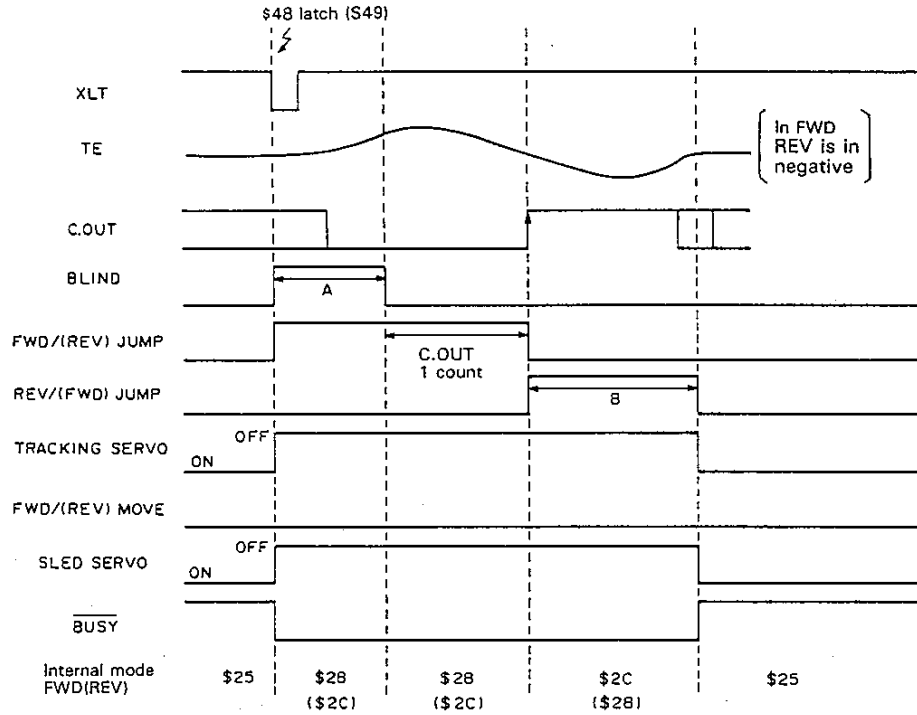 $48 latch (S49)
XLT
TE
In FWD
REV is in
negative
C.OUT
BLIND
A
FWD/(REV) JUMP
C.OUT
1 count
REV/(FWD) JUMP
B
TRACKING SERVO
OFF
ON
FWD/(REV) MOVE
SLED SERVO
OFF
ON
BUSY
Internal mode
FWD(REV)
$25
$28
($2C)
$28
($2C)
$2C
($28)
$25